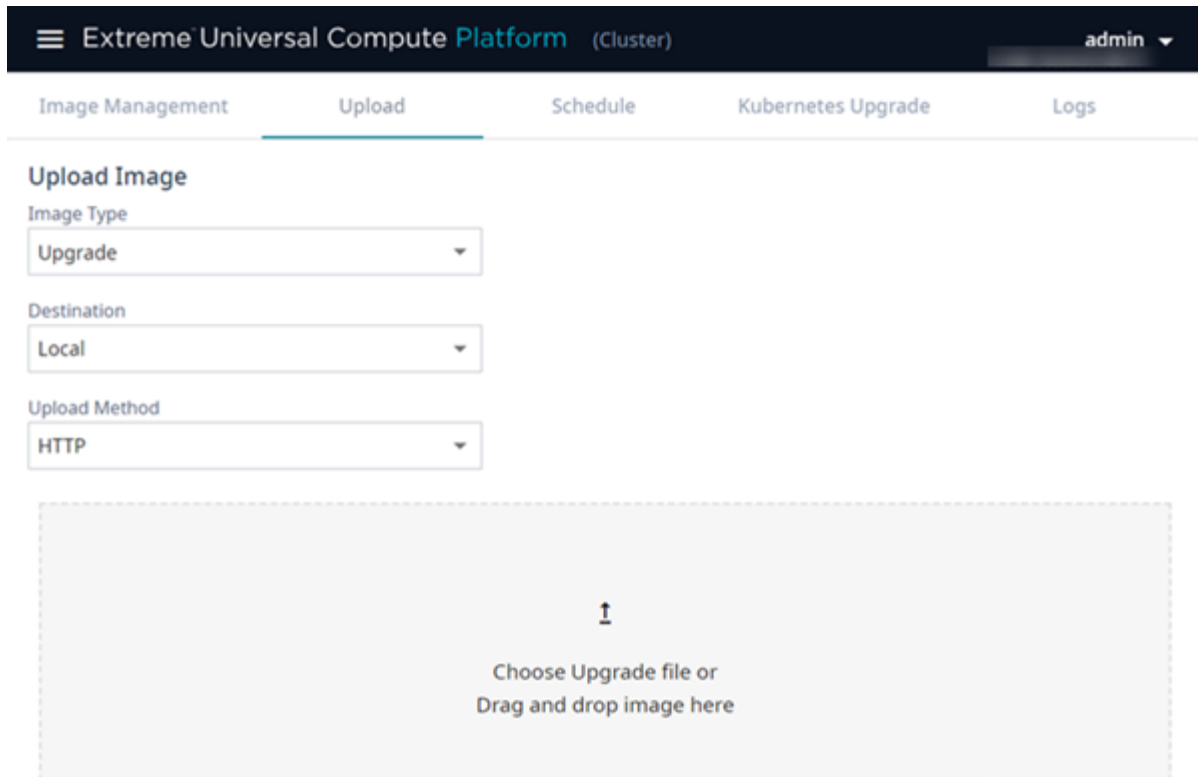 Extreme Universal Compute Platform (Cluster) admin
Image Management Upload Schedule Kubernetes Upgrade Logs
Upload Image
Image Type
Upgrade
Destination
Local
Upload Method
HTTP
Choose Upgrade file or
Drag and drop image here